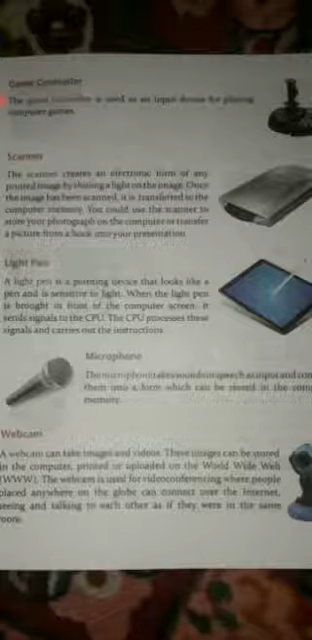 Game Controller
The game controller is used as an input device for playing
computer games.
Scanner
The scanner creates an electronic form of any
printed image by shining a light on the image. Once
the image has been scanned, it is transferred to the
computer memory. You could use the scanner to
store your photograph on the computer or transfer
a picture from a book into your presentation.
Light Pen
A light pen is a pointing device that looks like a
pen and is sensitive to light. When the light pen
is brought in front of the computer screen, it
sends signals to the CPU. The CPU processes these
signals and carries out the instructions.
Microphone
The microphone takes sound or speech as input and con
them into a form which can be stored in the comp
memory.
Webcam
A webcam can take images and videos. These images can be stored
in the computer, printed or uploaded on the World Wide Web
(WWW). The webcam is used for videoconferencing where people
placed anywhere on the globe can connect over the Internet,
seeing and talking to each other as if they were in the same
room.